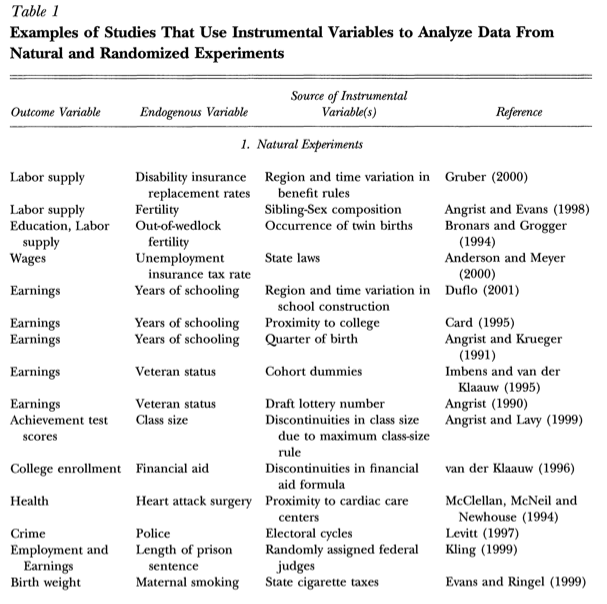 Table 1
Examples of Studies That Use Instrumental Variables to Analyze Data From
Natural and Randomized Experiments
Source of Instrumental
Outcome Variable Endogenous Variable Variable(s) Reference
1. Natural Experiments
Labor supply Disability insurance Region and time variation in Gruber (2000)
replacement rates benefit rules
Labor supply Fertility Sibling-Sex composition Angrist and Evans (1998)
Education, Labor Out-of-wedlock Occurrence of twin births Bronars and Grogger
supply fertility (1994)
Wages Unemployment State laws Anderson and Meyer
insurance tax rate (2000)
Earnings Years of schooling Region and time variation in Duflo (2001)
school construction
Earnings Years of schooling Proximity to college Card (1995)
Earnings Years of schooling Quarter of birth Angrist and Krueger
(1991)
Earnings Veteran status Cohort dummies Imbens and van der
Klaauw (1995)
Earnings Veteran status Draft lottery number Angrist (1990)
Achievement test Class size Discontinuities in class size Angrist and Lavy (1999)
scores due to maximum class-size
rule
College enrollment Financial aid Discontinuities in financial van der Klaauw (1996)
aid formula
Health Heart attack surgery Proximity to cardiac care McClellan, McNeil and
centers Newhouse (1994)
Crime Police Electoral cycles Levitt (1997)
Employment and Length of prison Randomly assigned federal Kling (1999)
Earnings sentence judges
Birth weight Maternal smoking State cigarette taxes Evans and Ringel (1999)